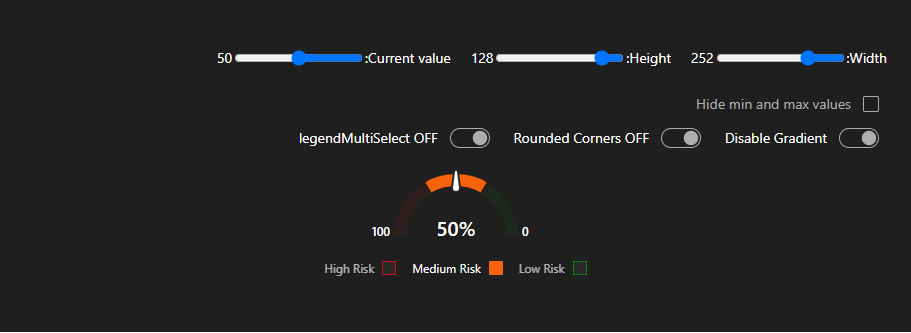 50 :Current value 128 :Height 252 :Width
Hide min and max values
legendMultiSelect OFF Rounded Corners OFF Disable Gradient
100 50% 0
High Risk Medium Risk Low Risk